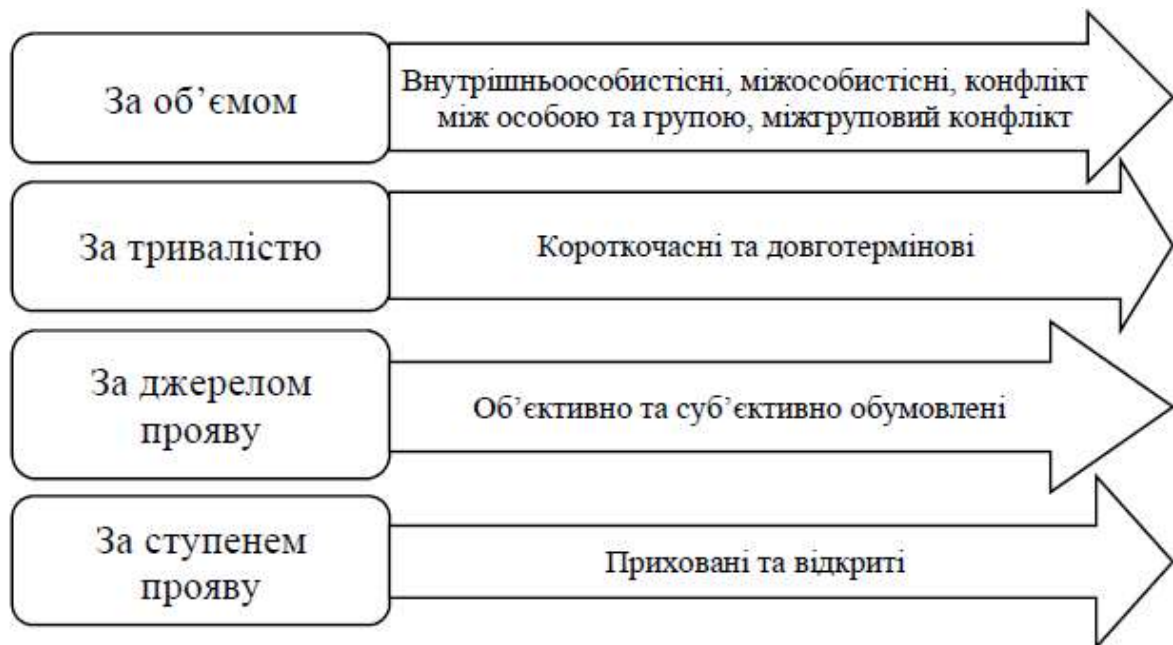 За об’ємом
Внутрішньоособистісні, міжособистісні, конфлікт
між особою та групою, міжгруповий конфлікт
За тривалістю
Короткочасні та довготермінові
За джерелом
прояву
Об’єктивно та суб’єктивно обумовлені
За ступенем
прояву
Приховані та відкриті